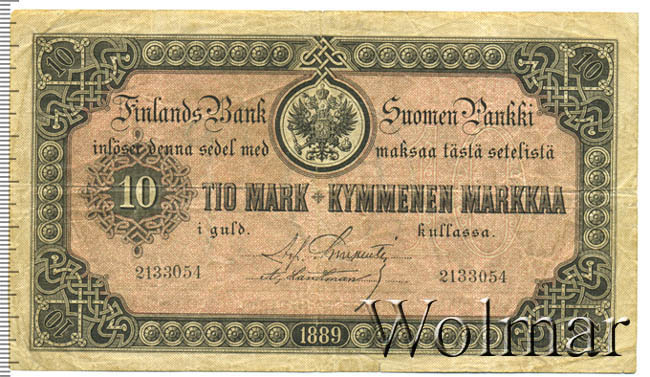 10 10
Finlands Bank Suomen Pankki
inlöser denna sedel med maksaa tästä setelistä
10 TIO MARK KYMMENEN MARKKAA
i guld. kullassa.
2133054 2133054
10
1889
Wolmar